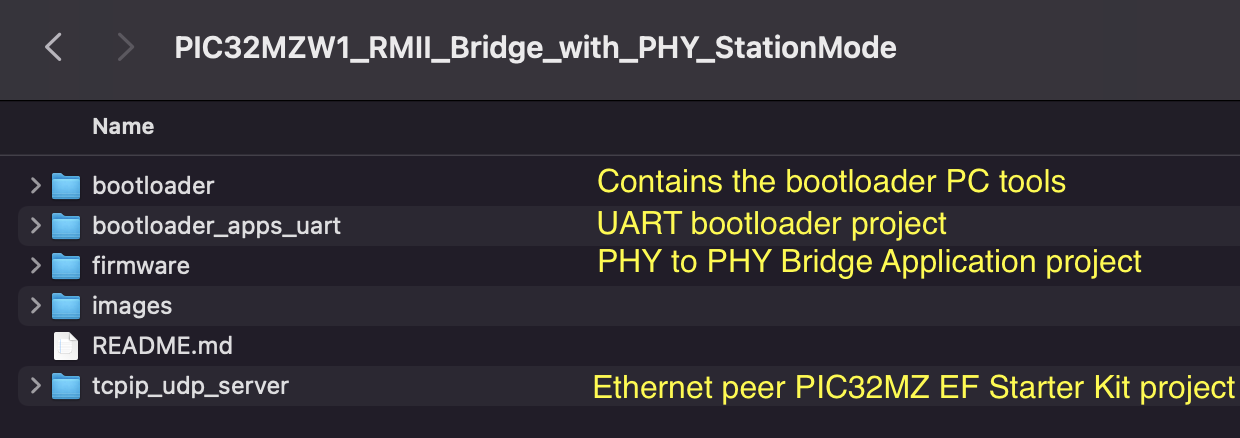 PIC32MZW1_RMII_Bridge_with_PHY_StationMode
Name
bootloader Contains the bootloader PC tools
bootloader_apps_uart UART bootloader project
firmware PHY to PHY Bridge Application project
images
README.md
tcpip_udp_server Ethernet peer PIC32MZ EF Starter Kit project